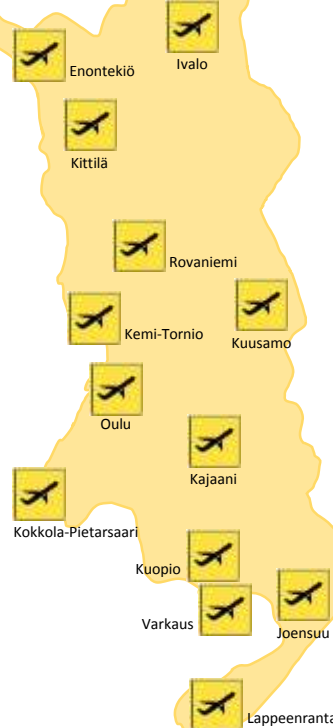 Ivalo
Enontekiö
Kittilä
Rovaniemi
Kemi-Tornio
Kuusamo
Oulu
Kajaani
Kokkola-Pietarsaari
Kuopio
Varkaus
Joensuu
Lappeenranta